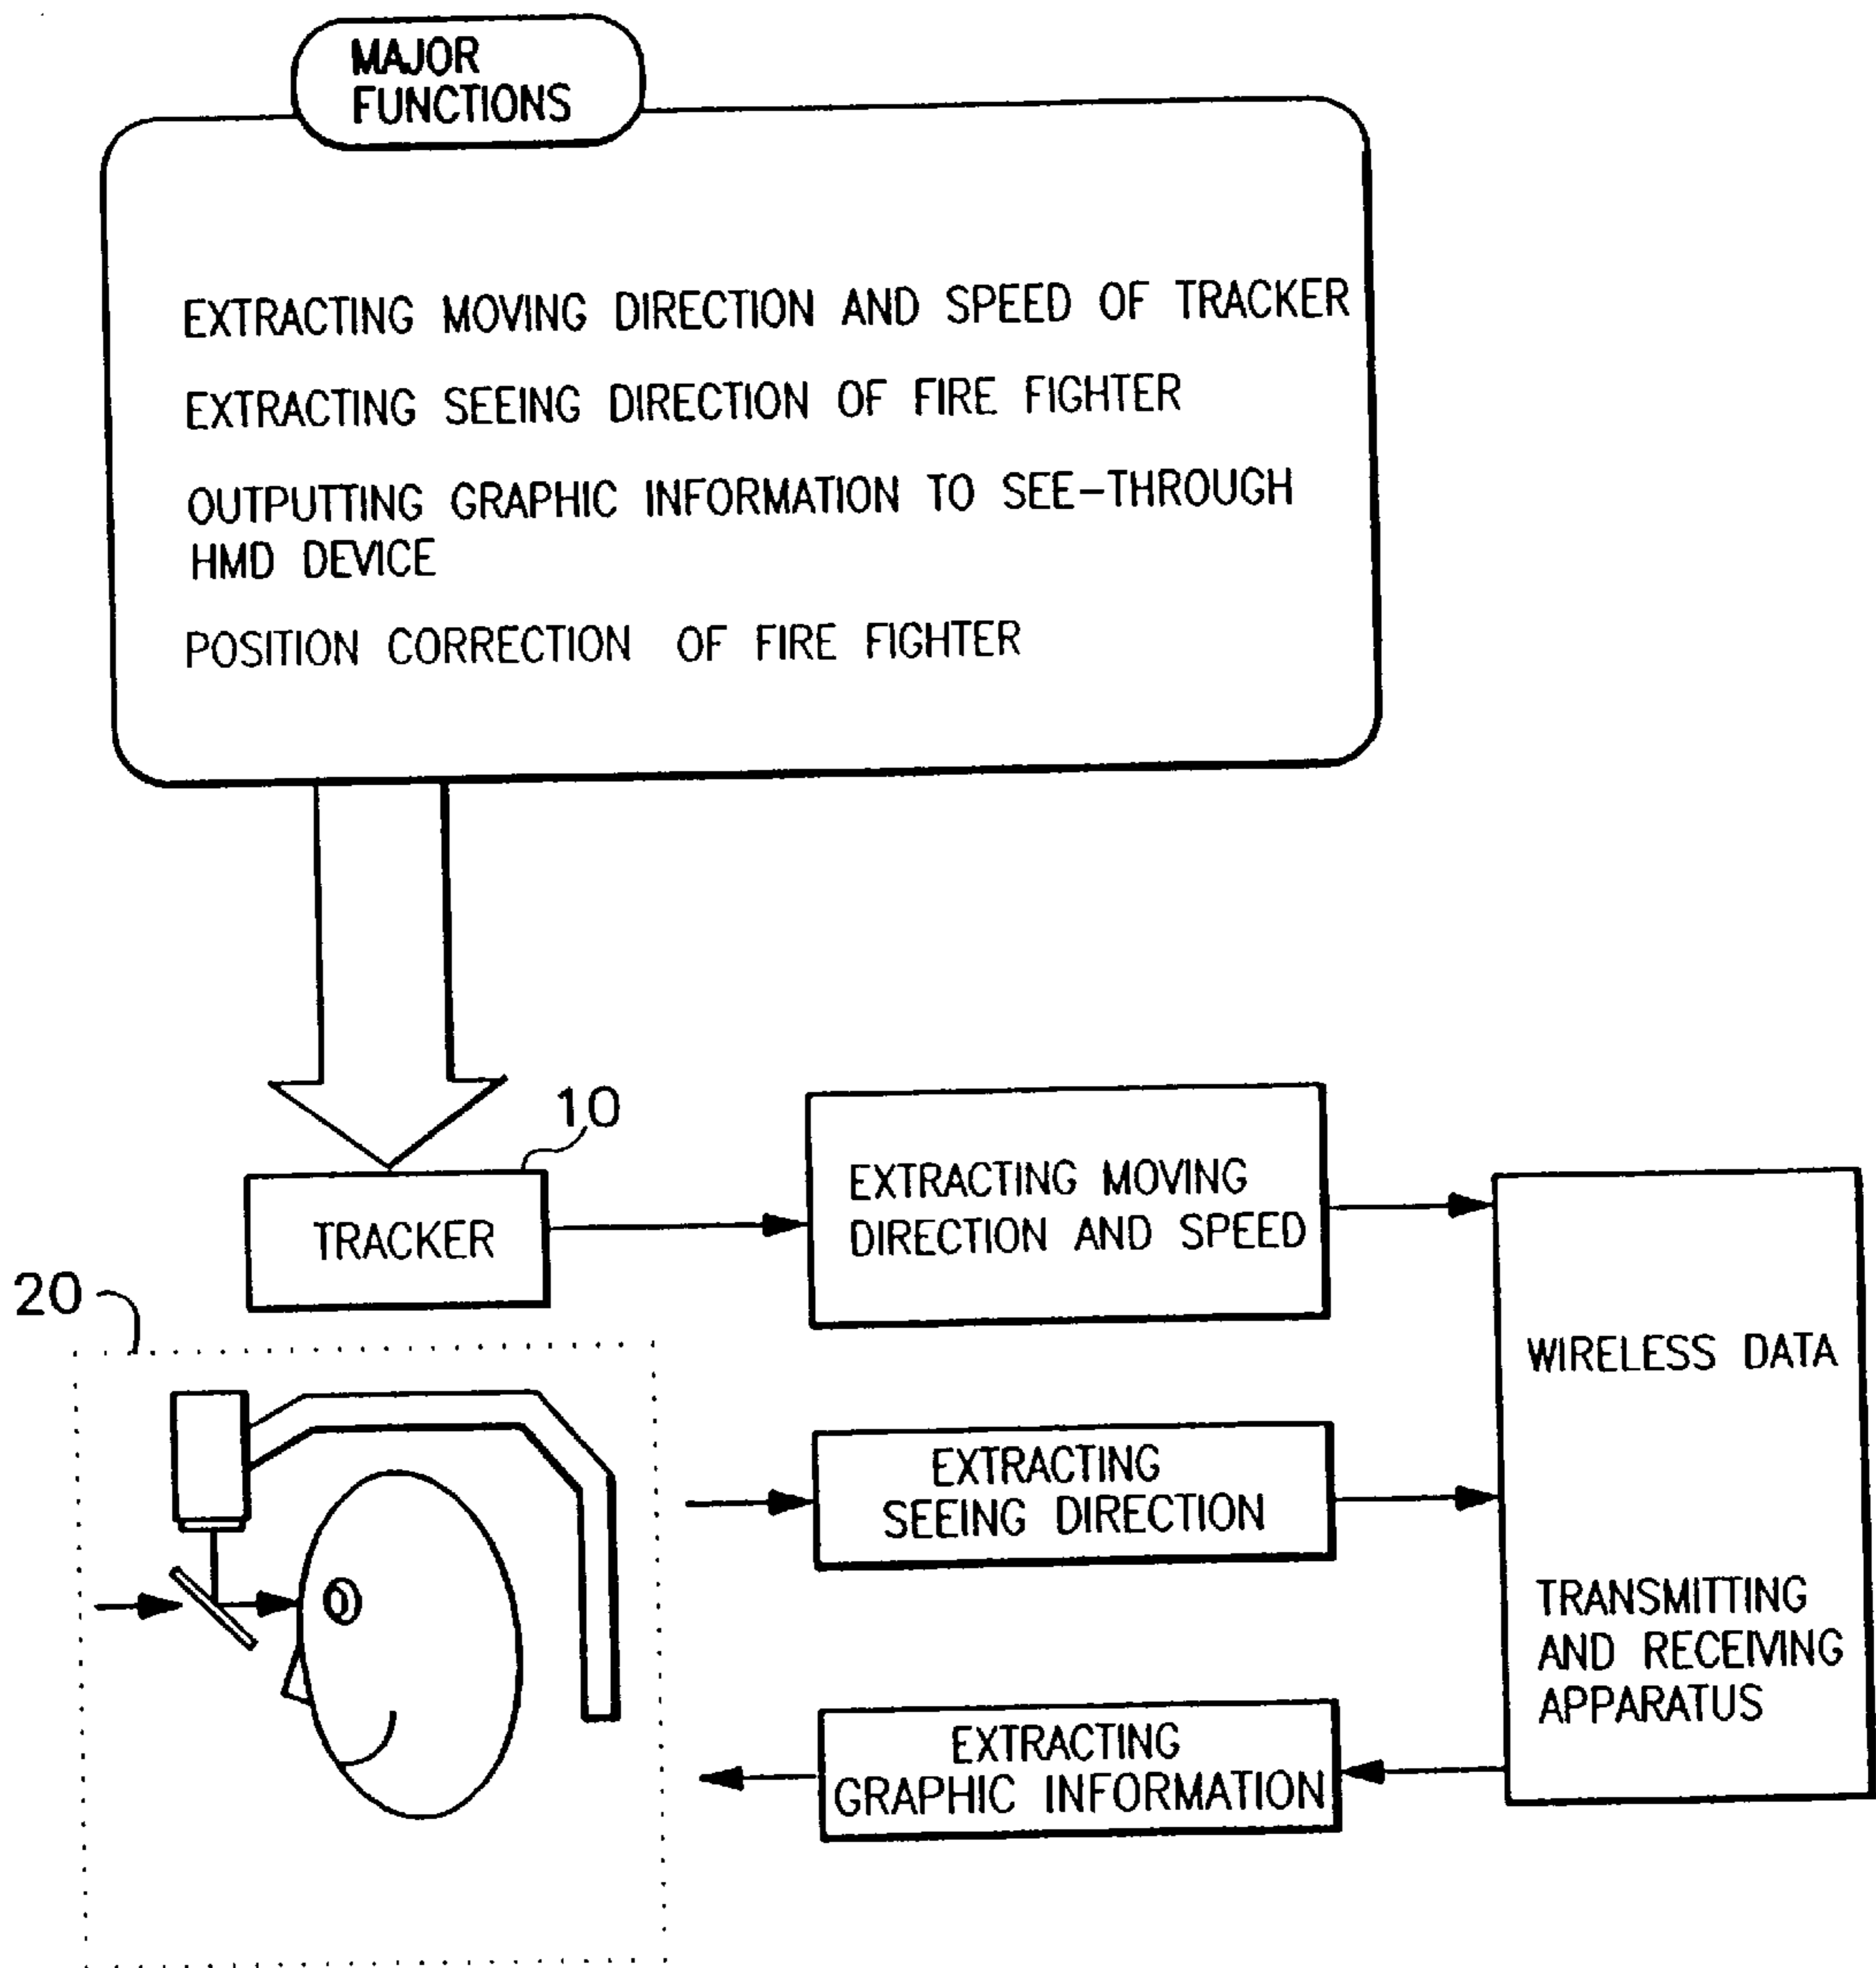 MAJOR
FUNCTIONS
EXTRACTING MOVING DIRECTION AND SPEED OF TRACKER
EXTRACTING SEEING DIRECTION OF FIRE FIGHTER
OUTPUTTING GRAPHIC INFORMATION TO SEE-THROUGH
HMD DEVICE
POSITION CORRECTION OF FIRE FIGHTER
10
TRACKER
EXTRACTING MOVING
DIRECTION AND SPEED
20
WIRELESS DATA
TRANSMITTING
AND RECEIVING
APPARATUS
EXTRACTING
SEEING DIRECTION
EXTRACTING
GRAPHIC INFORMATION